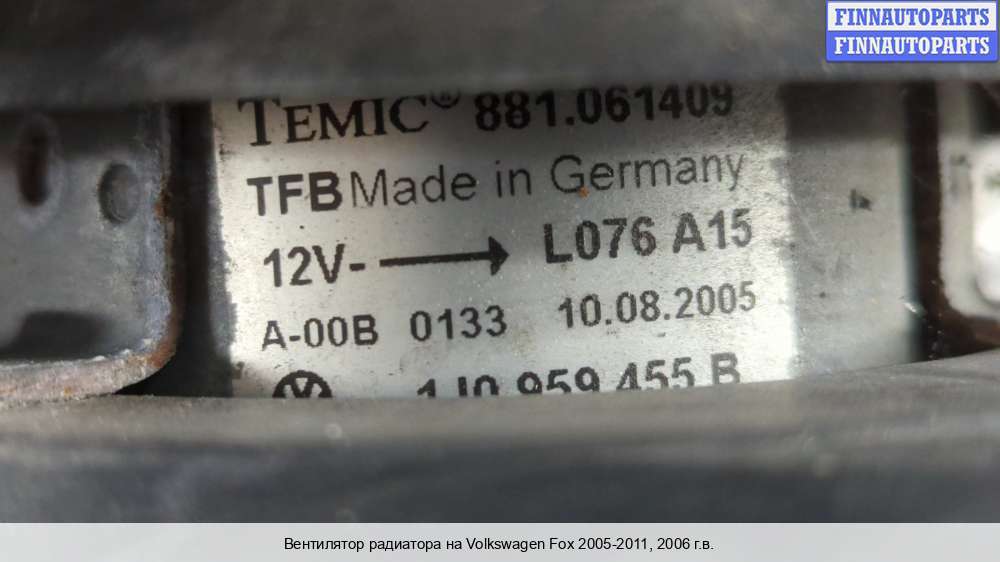 FINNAUTOPARTS
FINNAUTOPARTS
TEMIC® 881.061409
TFB Made in Germany
12V- → L076 A15
A-00B 0133 10.08.2005
1J0 959 455 B
Вентилятор радиатора на Volkswagen Fox 2005-2011, 2006 г.в.